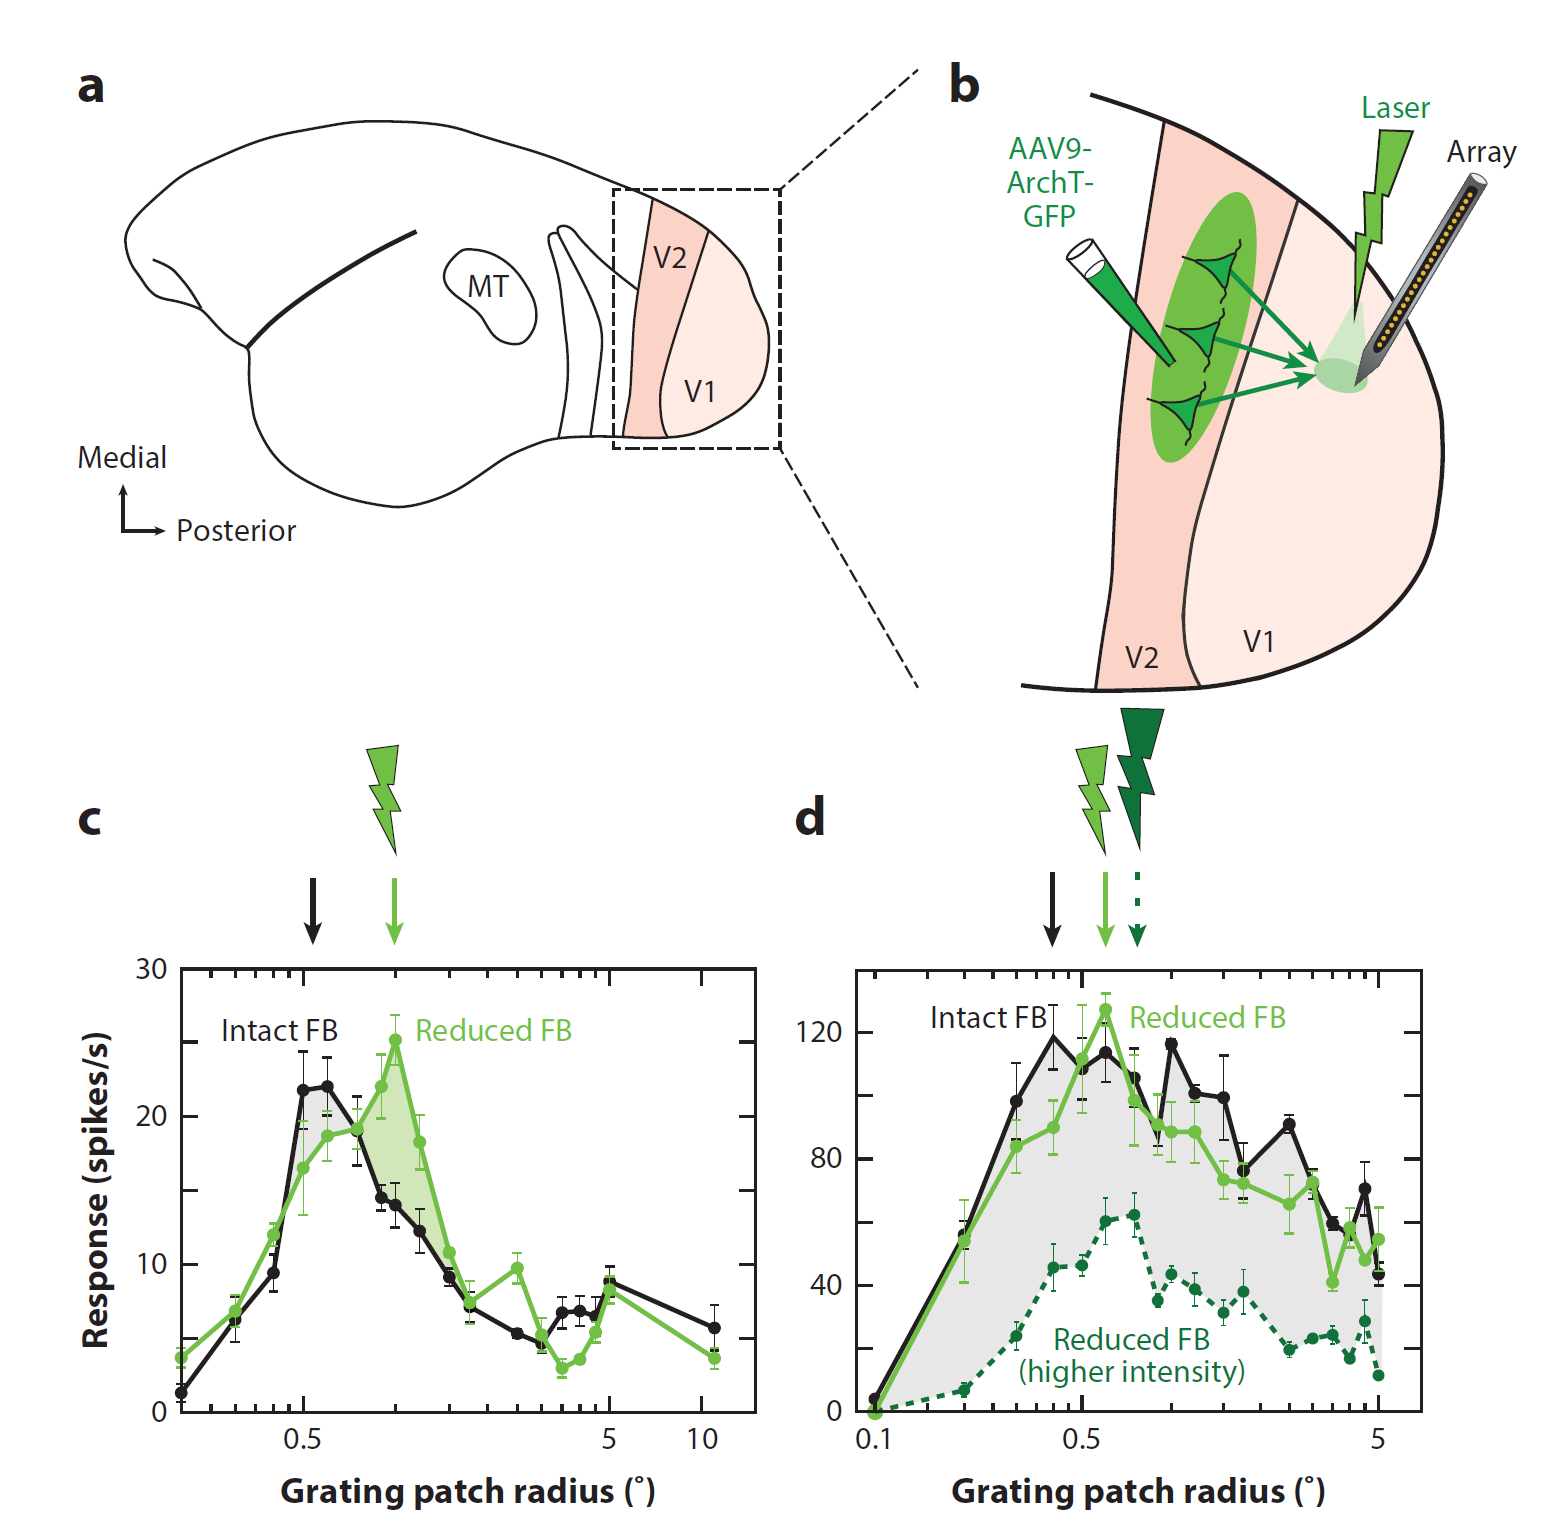 a
MT
V2
V1
Medial
Posterior
b
AAV9-
ArchT-
GFP
Laser
Array
V2
V1
c
30
20
10
0
Response (spikes/s)
Intact FB
Reduced FB
0.5
5
10
Grating patch radius (˚)
d
120
80
40
0
Intact FB
Reduced FB
Reduced FB
(higher intensity)
0.1
0.5
5
Grating patch radius (˚)